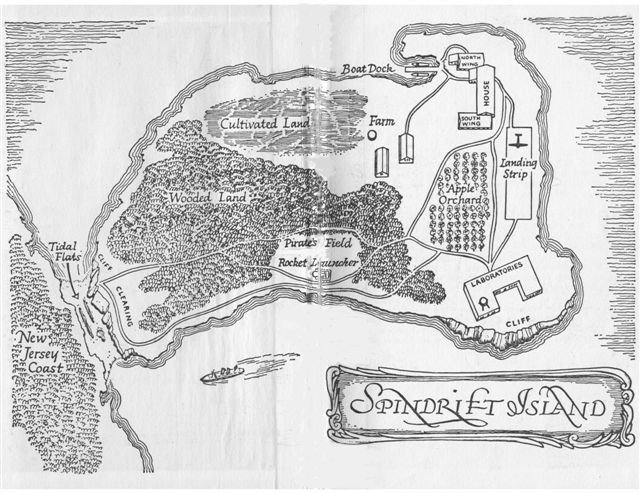 Boat Dock
NORTH
WING
HOUSE
SOUTH
WING
Cultivated Land
Farm
Landing
Strip
Apple
Orchard
Wooded Land
Pirate's Field
Rocket Launcher
Tidal
Flats
CLIFF
CLEARING
LABORATORIES
CLIFF
New
Jersey
Coast
SPINDRIFT ISLAND